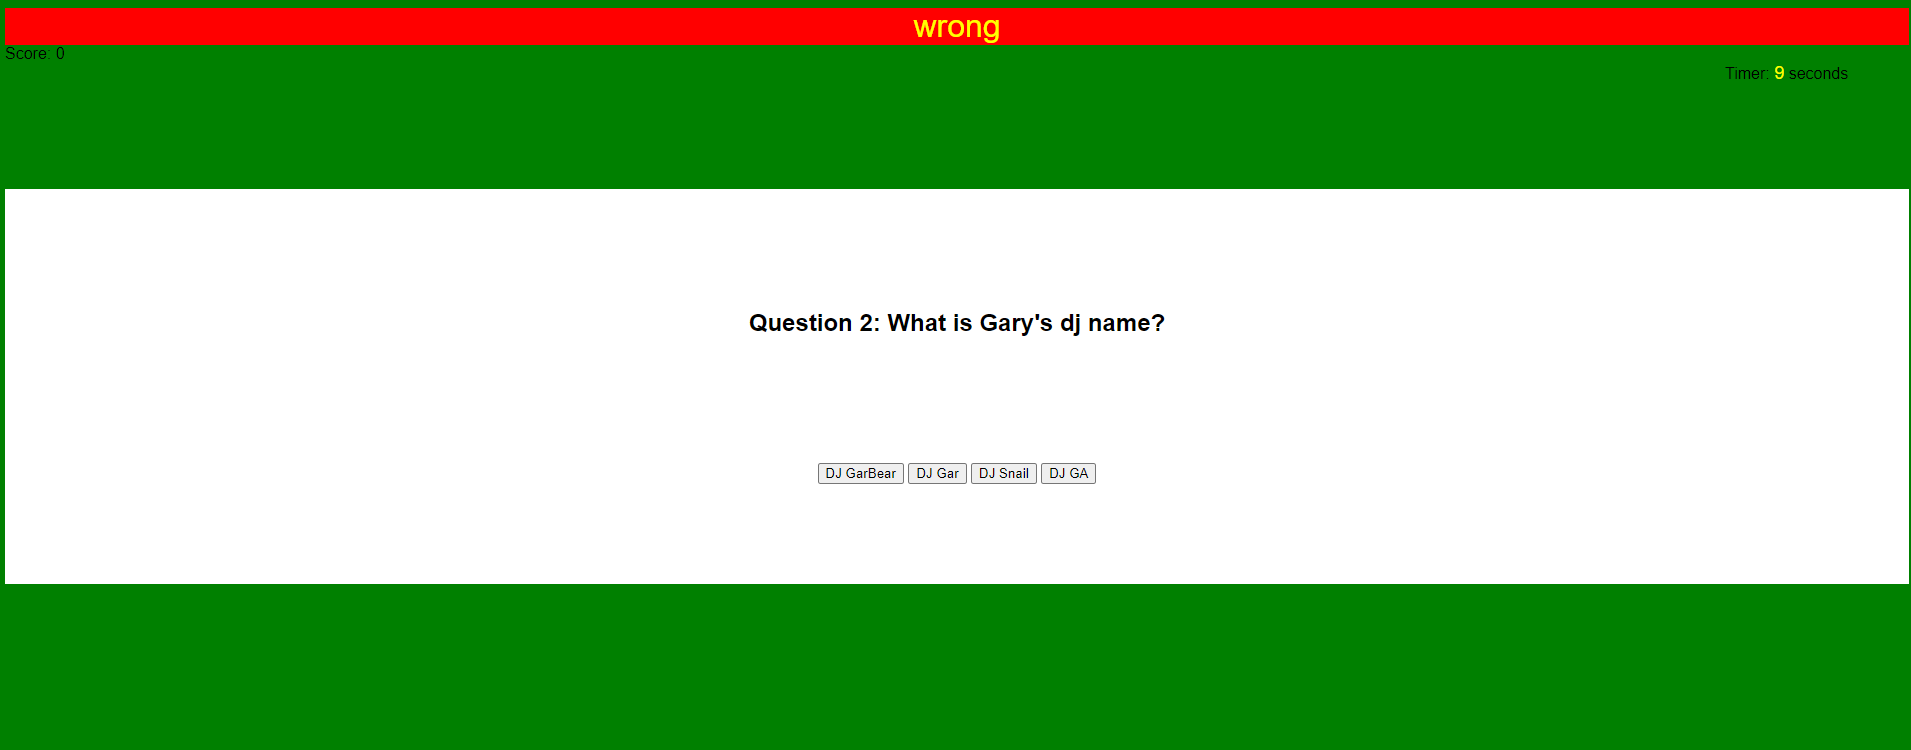 wrong
Score: 0
Timer: 9 seconds
Question 2: What is Gary's dj name?
DJ GarBear DJ Gar DJ Snail DJ GA